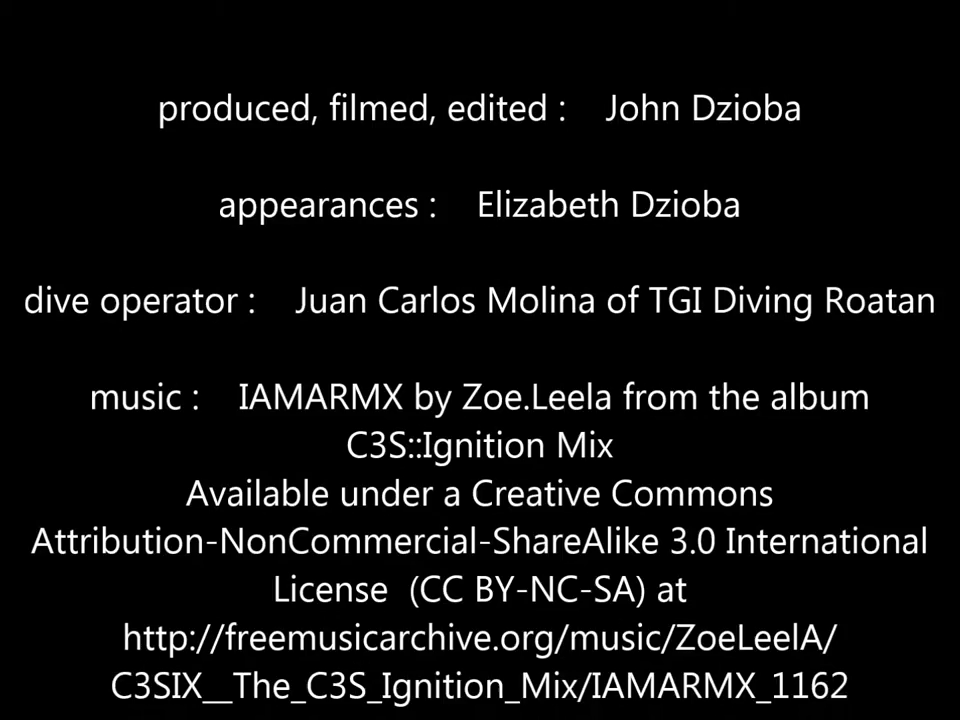 produced, filmed, edited :    John Dzioba
appearances :    Elizabeth Dzioba
dive operator :    Juan Carlos Molina of TGI Diving Roatan
music :    IAMARMX by Zoe.Leela from the album
C3S::Ignition Mix
Available under a Creative Commons
Attribution-NonCommercial-ShareAlike 3.0 International
License  (CC BY-NC-SA) at
http://freemusicarchive.org/music/ZoeLeelA/
C3SIX__The_C3S_Ignition_Mix/IAMARMX_1162